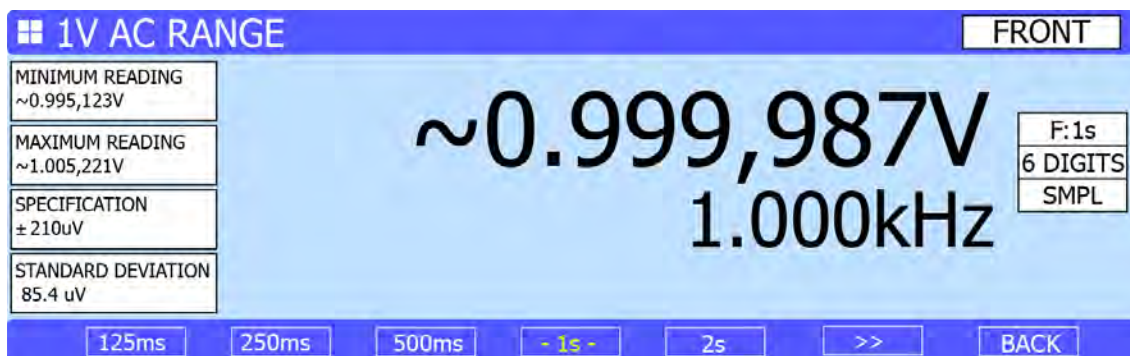 1V AC RANGE
FRONT
MINIMUM READING
~0.995,123V
MAXIMUM READING
~1.005,221V
SPECIFICATION
± 210uV
STANDARD DEVIATION
85.4 uV
~0.999,987V
1.000kHz
F:1s
6 DIGITS
SMPL
125ms
250ms
500ms
- 1s -
2s
>>
BACK